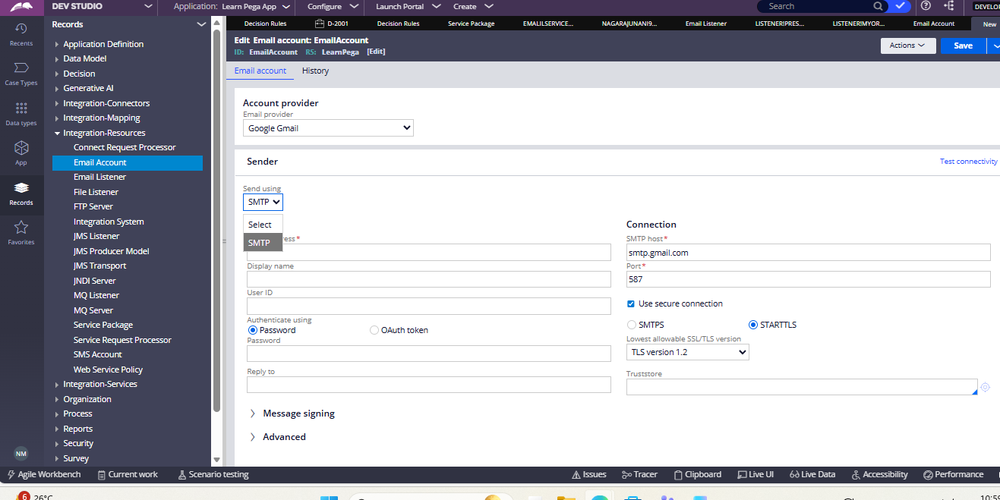 DEV STUDIO
Application: Learn Pega App
Configure
Launch Portal
Create
Search
DEVELO
Recents
Case Types
Data types
App
Records
Favorites
NM
Records
Application Definition
Data Model
Decision
Generative AI
Integration-Connectors
Integration-Mapping
Integration-Resources
Connect Request Processor
Email Account
Email Listener
File Listener
FTP Server
Integration System
JMS Listener
JMS Producer Model
JMS Transport
JNDI Server
MQ Listener
MQ Server
Service Package
Service Request Processor
SMS Account
Web Service Policy
Integration-Services
Organization
Process
Reports
Security
Survey
Decision Rules
D-2001
Decision Rules
Service Package
EMAILSERVICE...
NAGARAJUNANI9...
Email Listener
LISTENER!PRES...
LISTENER!MYOR...
Email Account
New
Edit Email account: EmailAccount
ID: EmailAccount RS: LearnPega [Edit]
Actions
Save
Email account
History
Account provider
Email provider
Google Gmail
Sender
Test connectivity
Send using
SMTP
Select
SMTP
ress*
Display name
User ID
Authenticate using
Password
OAuth token
Password
Reply to
Connection
SMTP host*
smtp.gmail.com
Port*
587
Use secure connection
SMTPS
STARTTLS
Lowest allowable SSL/TLS version
TLS version 1.2
Truststore
Message signing
Advanced
Agile Workbench
Current work
Scenario testing
Issues
Tracer
Clipboard
Live UI
Live Data
Accessibility
Performance
6
26°C
10:59